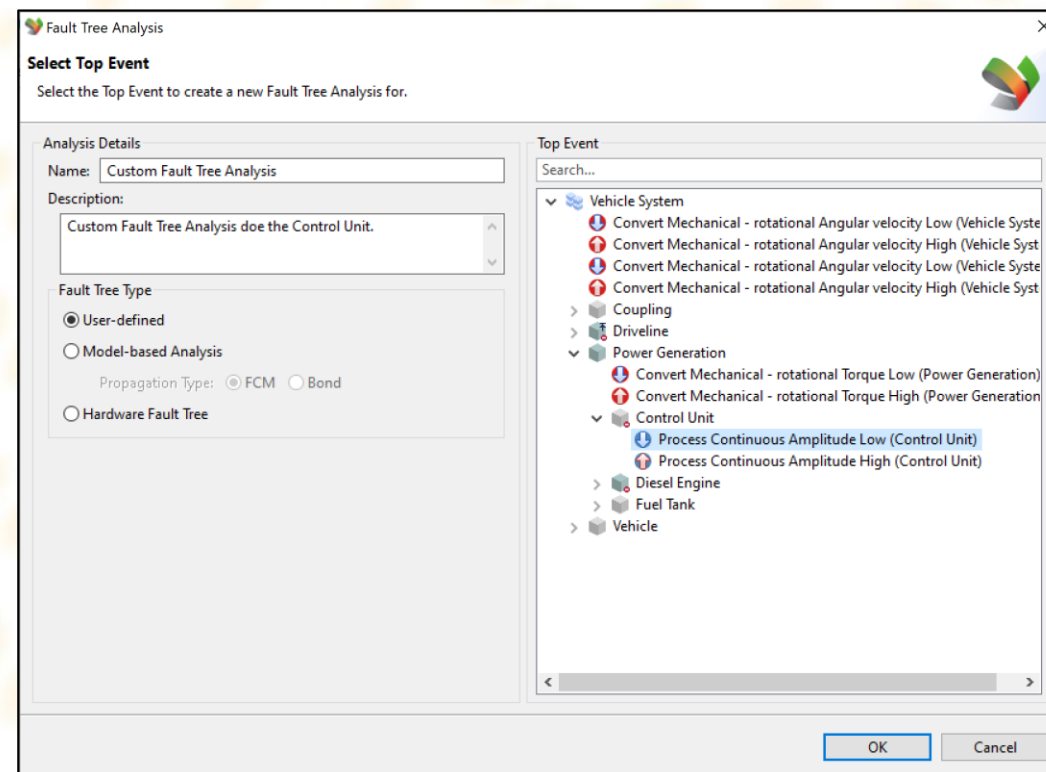 Fault Tree Analysis
Select Top Event
Select the Top Event to create a new Fault Tree Analysis for.
Analysis Details
Name: Custom Fault Tree Analysis
Description:
Custom Fault Tree Analysis doe the Control Unit.
Fault Tree Type
User-defined
Model-based Analysis
Propagation Type: FCM Bond
Hardware Fault Tree
Top Event
Search...
Vehicle System
Convert Mechanical - rotational Angular velocity Low (Vehicle Syste
Convert Mechanical - rotational Angular velocity High (Vehicle Syst
Convert Mechanical - rotational Angular velocity Low (Vehicle Syste
Convert Mechanical - rotational Angular velocity High (Vehicle Syst
Coupling
Driveline
Power Generation
Convert Mechanical - rotational Torque Low (Power Generation)
Convert Mechanical - rotational Torque High (Power Generation
Control Unit
Process Continuous Amplitude Low (Control Unit)
Process Continuous Amplitude High (Control Unit)
Diesel Engine
Fuel Tank
Vehicle
OK Cancel